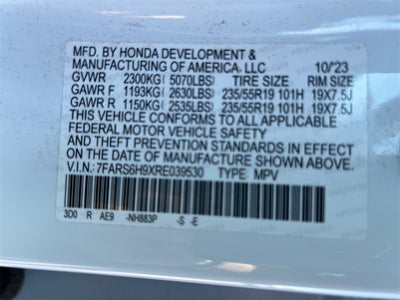 MFD. BY HONDA DEVELOPMENT &
MANUFACTURING OF AMERICA, LLC 10/23
GVWR 2300KG (5070LBS) TIRE SIZE RIM SIZE
GAWR F 1193KG (2630LBS) 235/55R19 101H 19X7.5J
GAWR R 1150KG (2535LBS) 235/55R19 101H 19X7.5J
THIS VEHICLE CONFORMS TO ALL APPLICABLE
FEDERAL MOTOR VEHICLE SAFETY
AND THEFT PREVENTION STANDARDS IN
EFFECT ON THE DATE OF MANUFACTURE
SHOWN ABOVE.
V.I.N: 7FARS6H9XRE039530 TYPE: MPV
3D0 R AE9 -NH883P -S -E